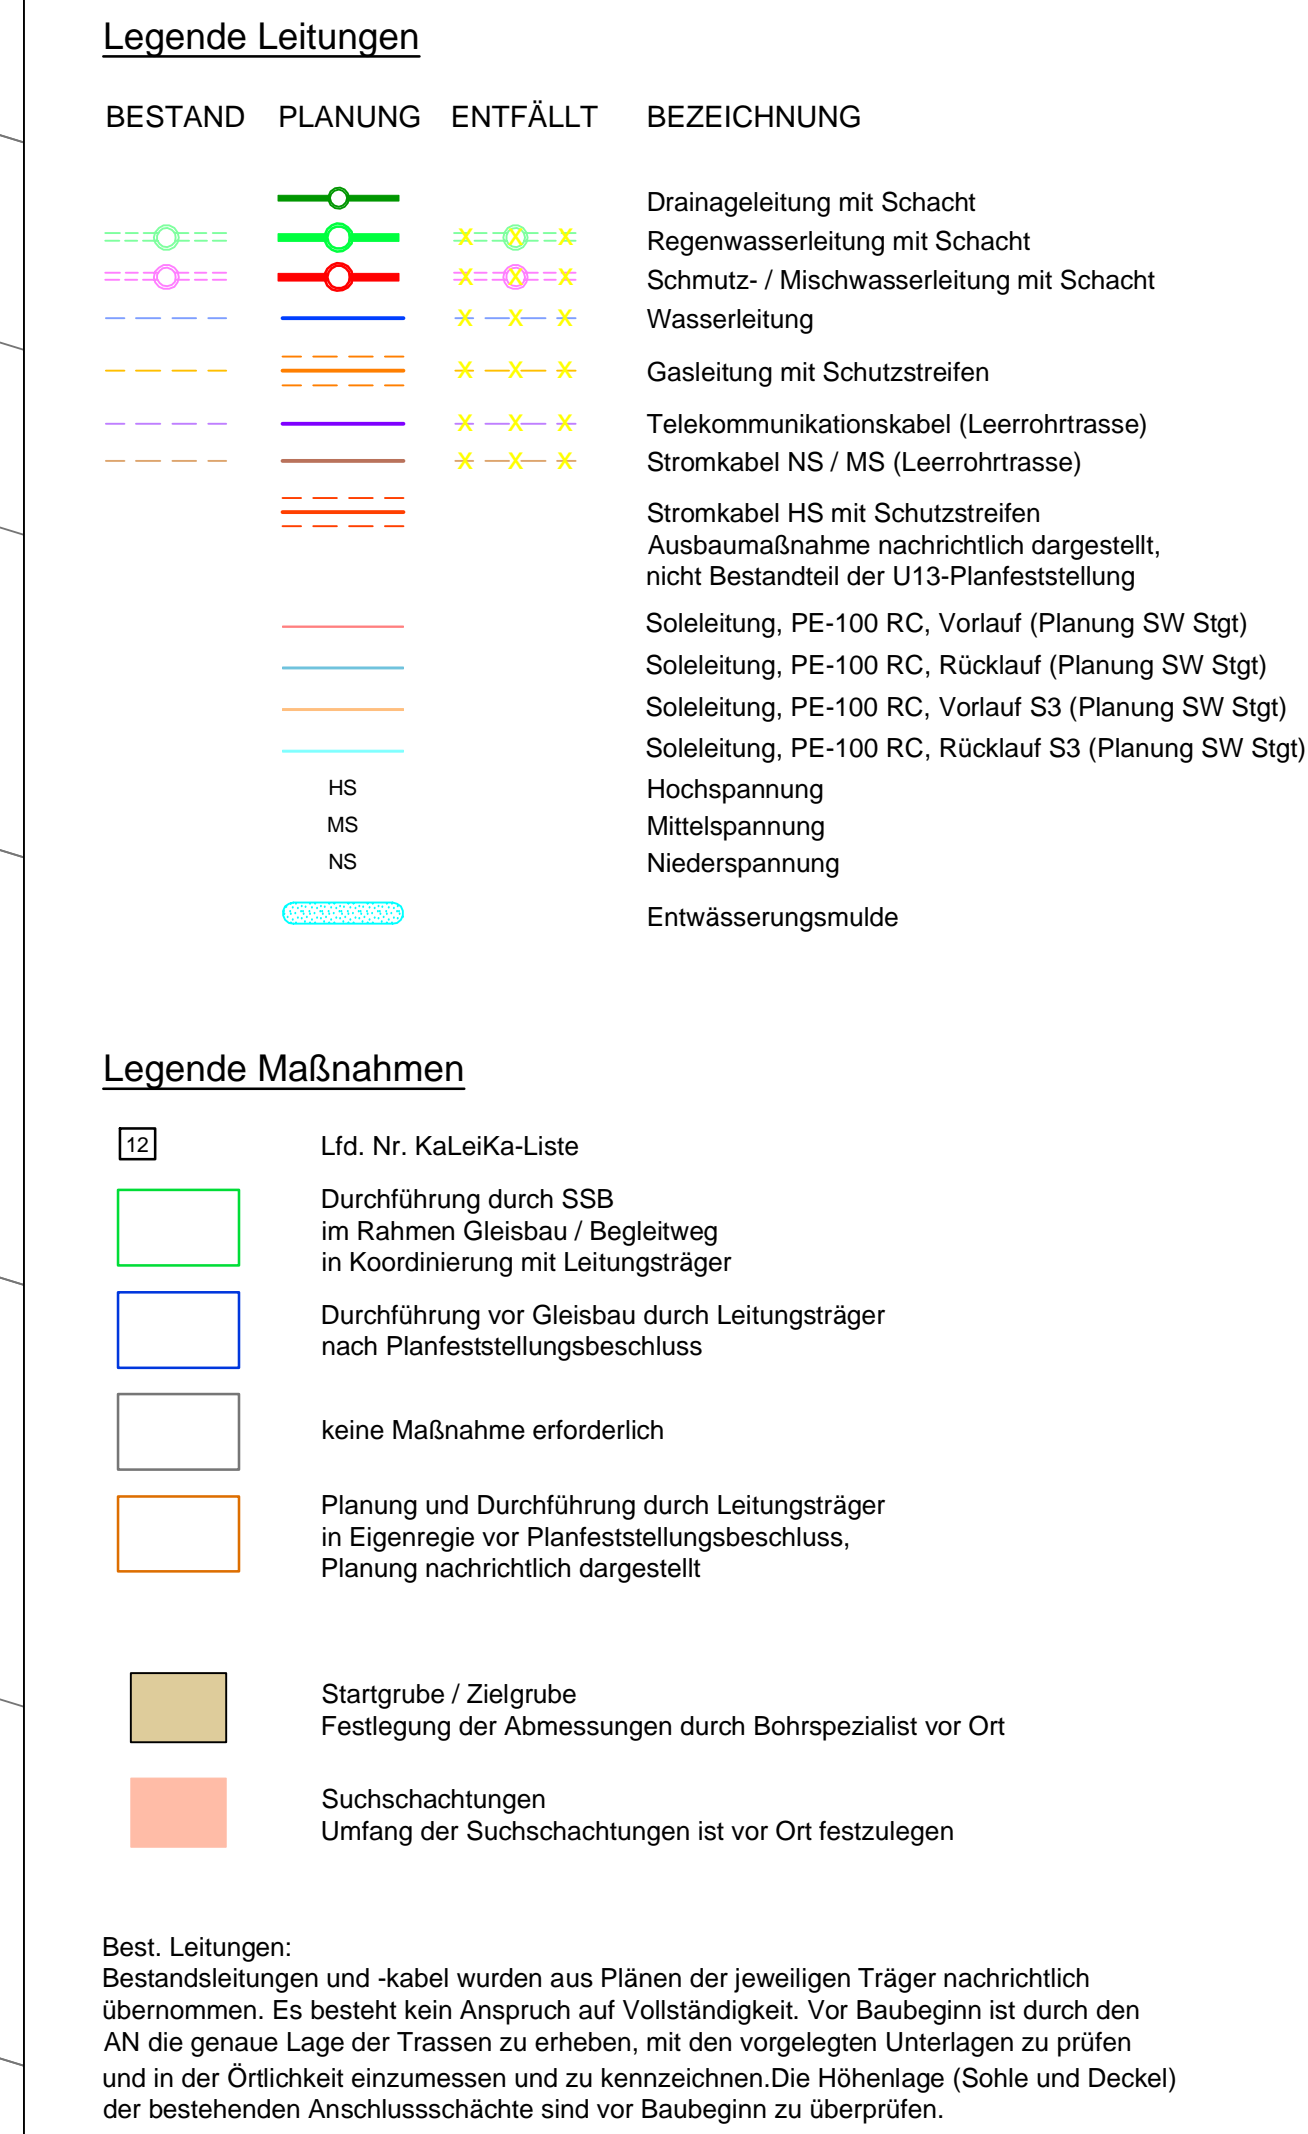 Legende Leitungen
BESTAND PLANUNG ENTFÄLLT BEZEICHNUNG
Drainageleitung mit Schacht
X X X Regenwasserleitung mit Schacht
X X X Schmutz- / Mischwasserleitung mit Schacht
X X X Wasserleitung
X X X Gasleitung mit Schutzstreifen
X X X Telekommunikationskabel (Leerrohrtrasse)
X X X Stromkabel NS / MS (Leerrohrtrasse)
Stromkabel HS mit Schutzstreifen
Ausbaumaßnahme nachrichtlich dargestellt,
nicht Bestandteil der U13-Planfeststellung
Soleleitung, PE-100 RC, Vorlauf (Planung SW Stgt)
Soleleitung, PE-100 RC, Rücklauf (Planung SW Stgt)
Soleleitung, PE-100 RC, Vorlauf S3 (Planung SW Stgt)
Soleleitung, PE-100 RC, Rücklauf S3 (Planung SW Stgt)
HS Hochspannung
MS Mittelspannung
NS Niederspannung
Entwässerungsmulde
Legende Maßnahmen
12 Lfd. Nr. KaLeiKa-Liste
Durchführung durch SSB
im Rahmen Gleisbau / Begleitweg
in Koordinierung mit Leitungsträger
Durchführung vor Gleisbau durch Leitungsträger
nach Planfeststellungsbeschluss
keine Maßnahme erforderlich
Planung und Durchführung durch Leitungsträger
in Eigenregie vor Planfeststellungsbeschluss,
Planung nachrichtlich dargestellt
Startgrube / Zielgrube
Festlegung der Abmessungen durch Bohrspezialist vor Ort
Suchschachtungen
Umfang der Suchschachtungen ist vor Ort festzulegen
Best. Leitungen:
Bestandsleitungen und -kabel wurden aus Plänen der jeweiligen Träger nachrichtlich
übernommen. Es besteht kein Anspruch auf Vollständigkeit. Vor Baubeginn ist durch den
AN die genaue Lage der Trassen zu erheben, mit den vorgelegten Unterlagen zu prüfen
und in der Örtlichkeit einzumessen und zu kennzeichnen.Die Höhenlage (Sohle und Deckel)
der bestehenden Anschlussschächte sind vor Baubeginn zu überprüfen.